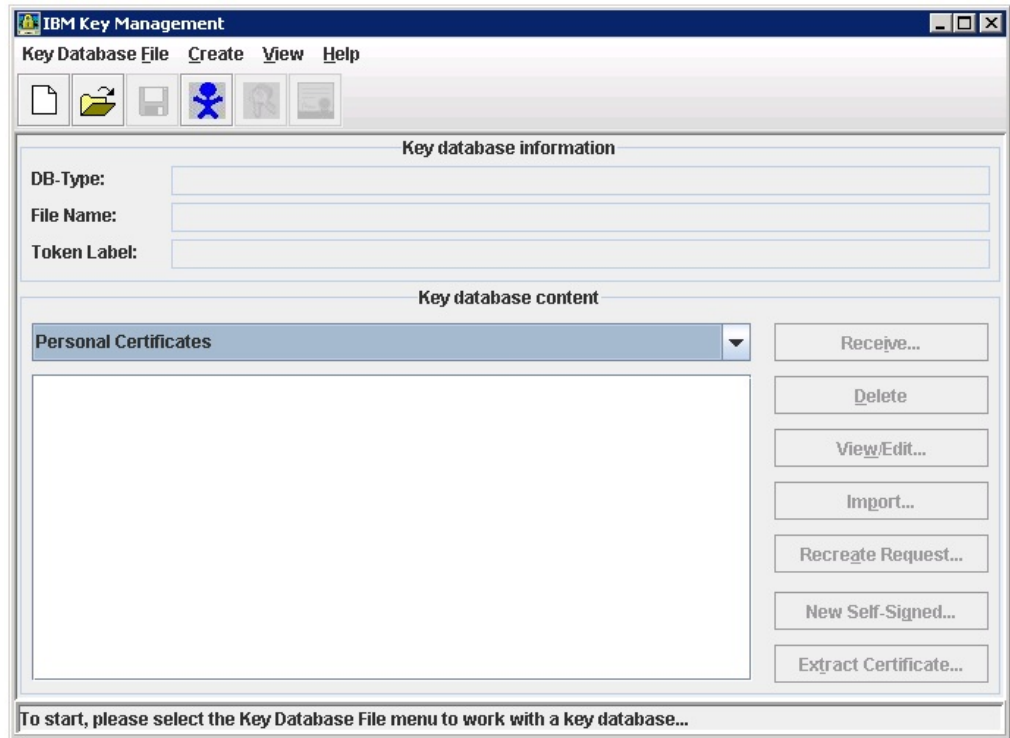 IBM Key Management
Key Database File Create View Help
Key database information
DB-Type:
File Name:
Token Label:
Key database content
Personal Certificates
Receive...
Delete
View/Edit...
Import...
Recreate Request...
New Self-Signed...
Extract Certificate...
To start, please select the Key Database File menu to work with a key database...